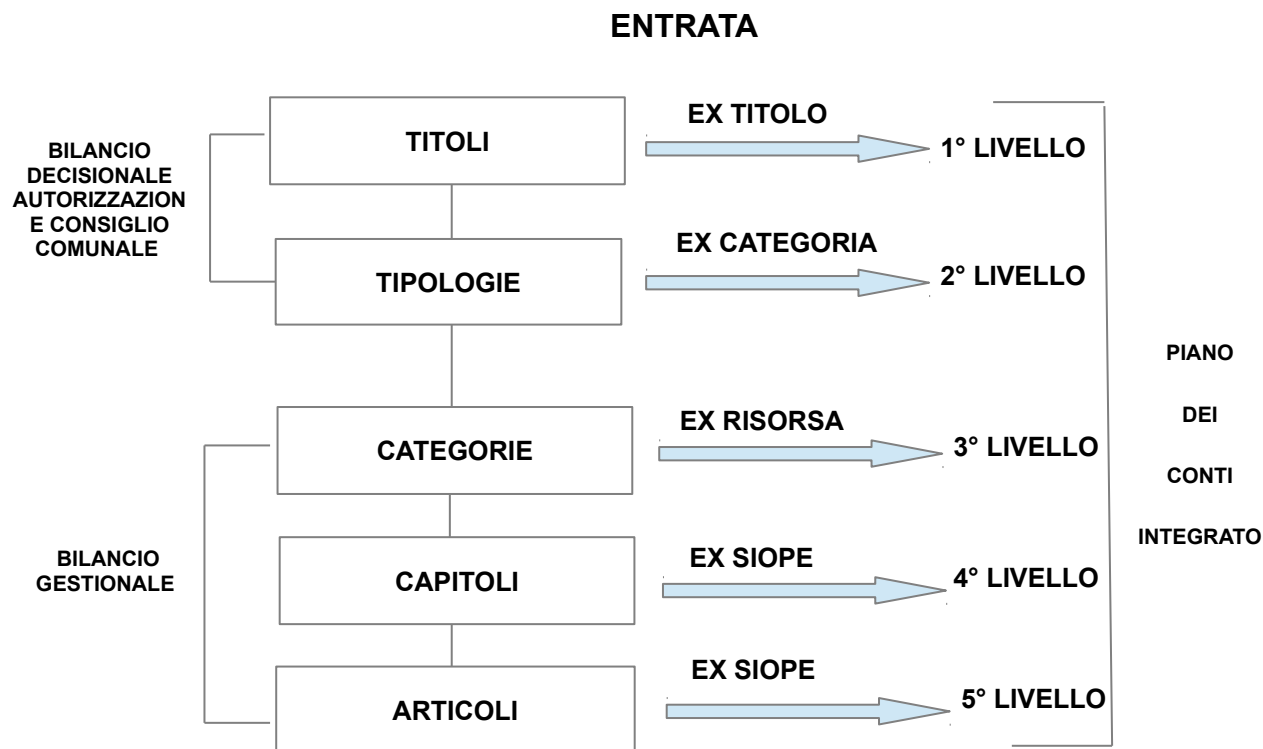 ENTRATA
BILANCIO
DECISIONALE
AUTORIZZAZION
E CONSIGLIO
COMUNALE
TITOLI
EX TITOLO
1° LIVELLO
TIPOLOGIE
EX CATEGORIA
2° LIVELLO
BILANCIO
GESTIONALE
CATEGORIE
EX RISORSA
3° LIVELLO
CAPITOLI
EX SIOPE
4° LIVELLO
ARTICOLI
EX SIOPE
5° LIVELLO
PIANO
DEI
CONTI
INTEGRATO